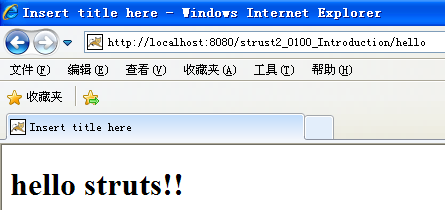 Insert title here - Windows Internet Explorer
http://localhost:8080/strust2_0100_Introduction/hello
文件(F) 编辑(E) 查看(V) 收藏夹(A) 工具(T) 帮助(H)
收藏夹
Insert title here
hello struts!!